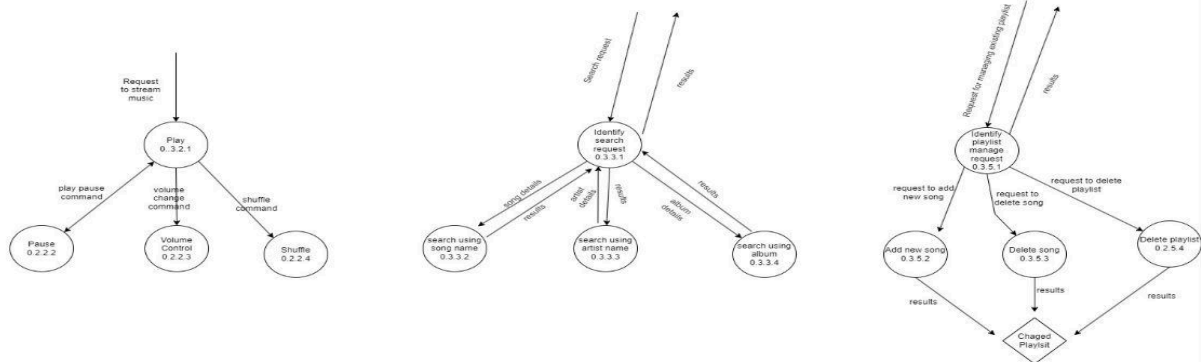 Request
to stream
music
Play
0..3.2.1
play pause
command
volume
change
command
shuffle
command
Pause
0.2.2.2
Volume
Control
0.2.2.3
Shuffle
0.2.2.4
Search request
results
Identify
search
request
0.3.3.1
song details
results
artist
details
results
album
details
results
search using
song name
0.3.3.2
search using
artist name
0.3.3.3
search using
album
0.3.3.4
Request for managing existing playlist
results
Identify
playlist
manage
request
0.3.5.1
request to add
new song
request to
delete song
request to delete
playlist
Add new song
0.3.5.2
Delete song
0.3.5.3
Delete playlist
0.2.5.4
results
results
results
Chaged
Playlsit